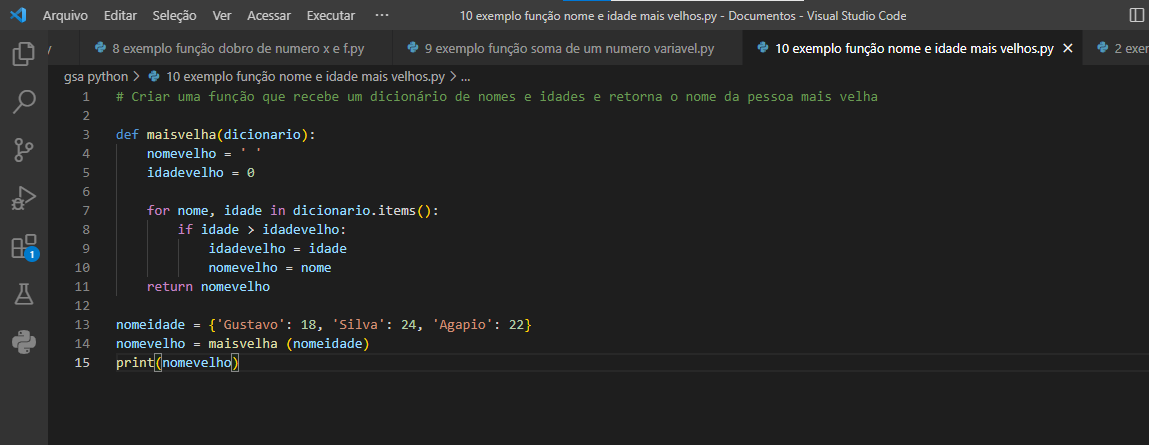 Arquivo Editar Seleção Ver Acessar Executar ··· 10 exemplo função nome e idade mais velhos.py - Documentos - Visual Studio Code
8 exemplo função dobro de numero x e f.py 9 exemplo função soma de um numero variavel.py 10 exemplo função nome e idade mais velhos.py 2 exer
gsa python > 10 exemplo função nome e idade mais velhos.py > ...
1 # Criar uma função que recebe um dicionário de nomes e idades e retorna o nome da pessoa mais velha
2
3 def maisvelha(dicionario):
4     nomevelho = ' '
5     idadevelho = 0
6
7     for nome, idade in dicionario.items():
8         if idade > idadevelho:
9             idadevelho = idade
10             nomevelho = nome
11     return nomevelho
12
13 nomeidade = {'Gustavo': 18, 'Silva': 24, 'Agapio': 22}
14 nomevelho = maisvelha (nomeidade)
15 print(nomevelho)
1